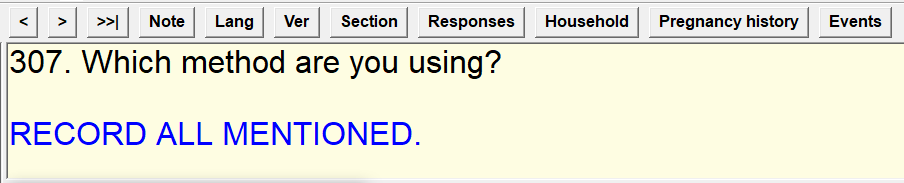 < > >>| Note Lang Ver Section Responses Household Pregnancy history Events
307. Which method are you using?
RECORD ALL MENTIONED.